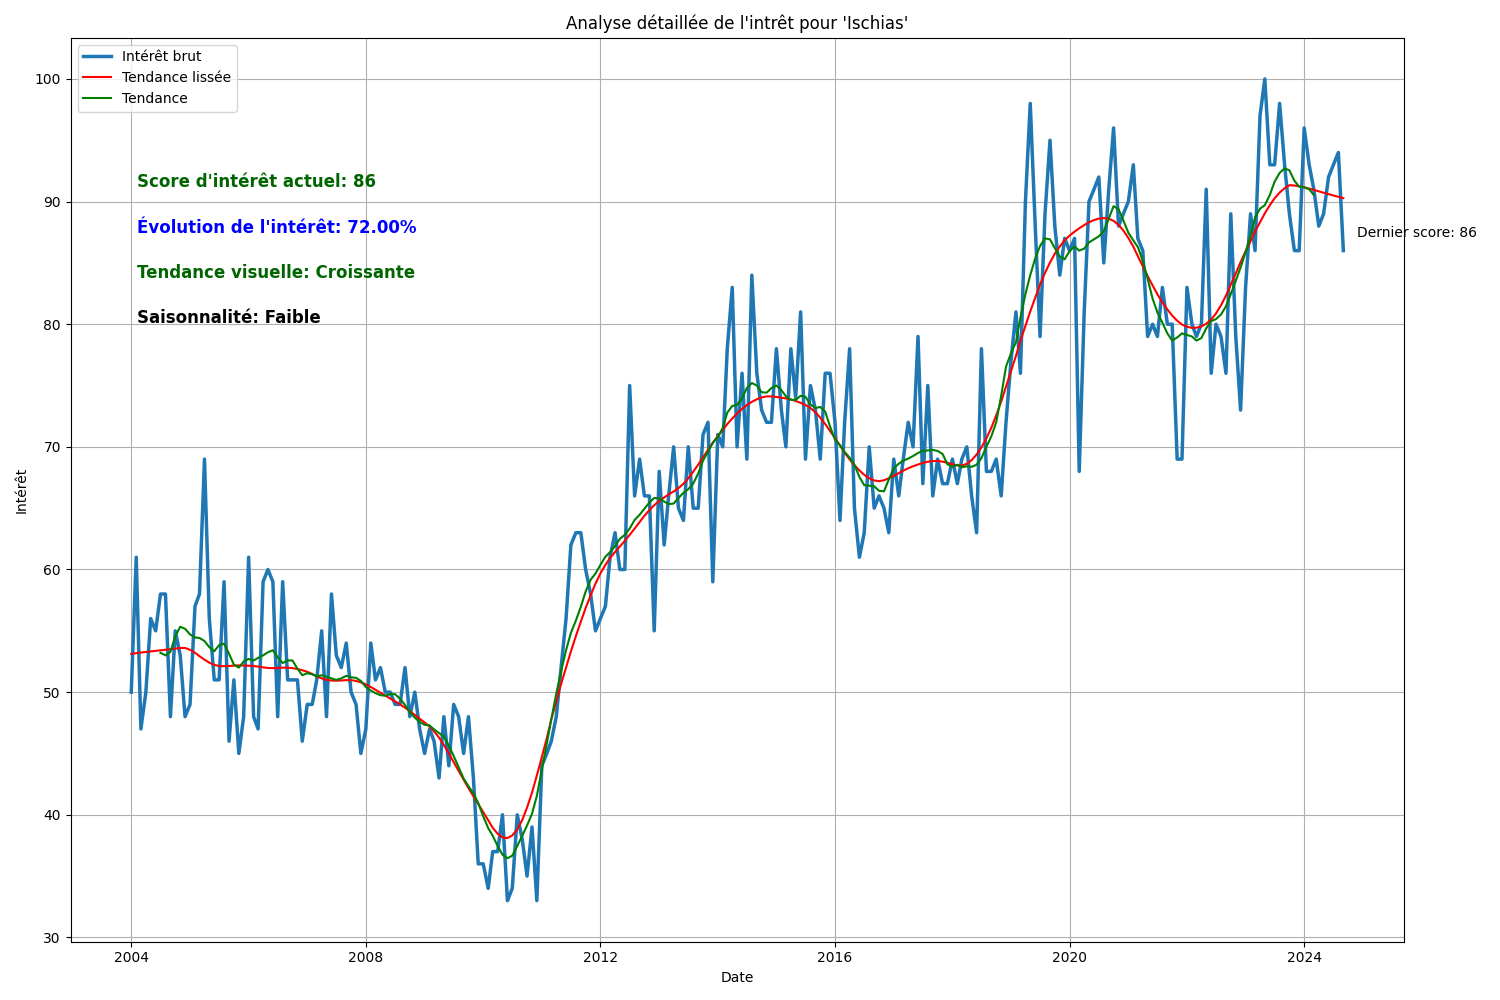 Analyse détaillée de l'intrêt pour 'Ischias'
Intérêt brut
Tendance lissée
Tendance
Score d'intérêt actuel: 86
Évolution de l'intérêt: 72.00%
Tendance visuelle: Croissante
Saisonnalité: Faible
Dernier score: 86
Intérêt
100
90
80
70
60
50
40
30
2004
2008
2012
2016
2020
2024
Date